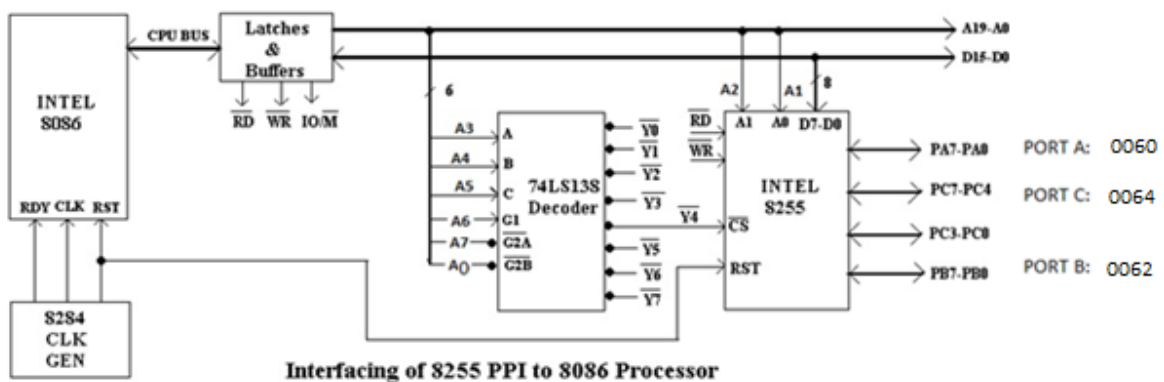 INTEL
8086
RDY CLK RST
8284
CLK
GEN
CPU BUS
Latches
&
Buffers
RD WR IO/M
6
A3
A4
A5
A6
A7
A0
A
B
C
G1
G2A
G2B
74LS138
Decoder
Y0
Y1
Y2
Y3
Y4
Y5
Y6
Y7
A19-A0
D15-D0
8
A2 A1
RD
WR
A1 A0 D7-D0
INTEL
8255
CS
RST
PA7-PA0 PORT A: 0060
PC7-PC4 PORT C: 0064
PC3-PC0
PB7-PB0 PORT B: 0062
Interfacing of 8255 PPI to 8086 Processor